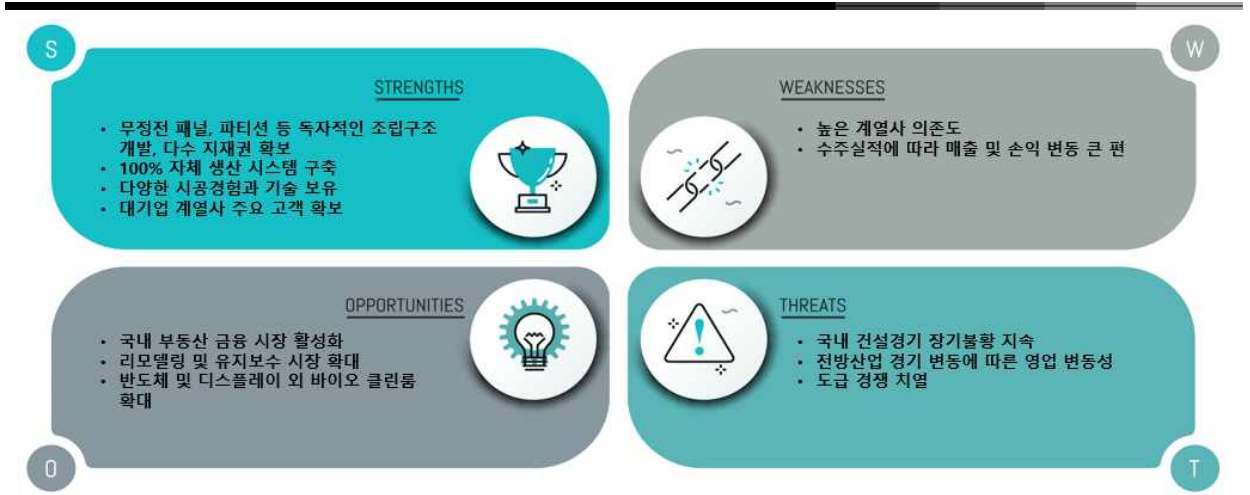 S
STRENGTHS
• 무정전 패널, 파티션 등 독자적인 조립구조
개발, 다수 지재권 확보
• 100% 자체 생산 시스템 구축
• 다양한 시공경험과 기술 보유
• 대기업 계열사 주요 고객 확보
W
WEAKNESSES
• 높은 계열사 의존도
• 수주실적에 따라 매출 및 손익 변동 큰 편
OPPORTUNITIES
• 국내 부동산 금융 시장 활성화
• 리모델링 및 유지보수 시장 확대
• 반도체 및 디스플레이 외 바이오 클린룸
확대
O
THREATS
• 국내 건설경기 장기불황 지속
• 전방산업 경기 변동에 따른 영업 변동성
• 도급 경쟁 치열
T